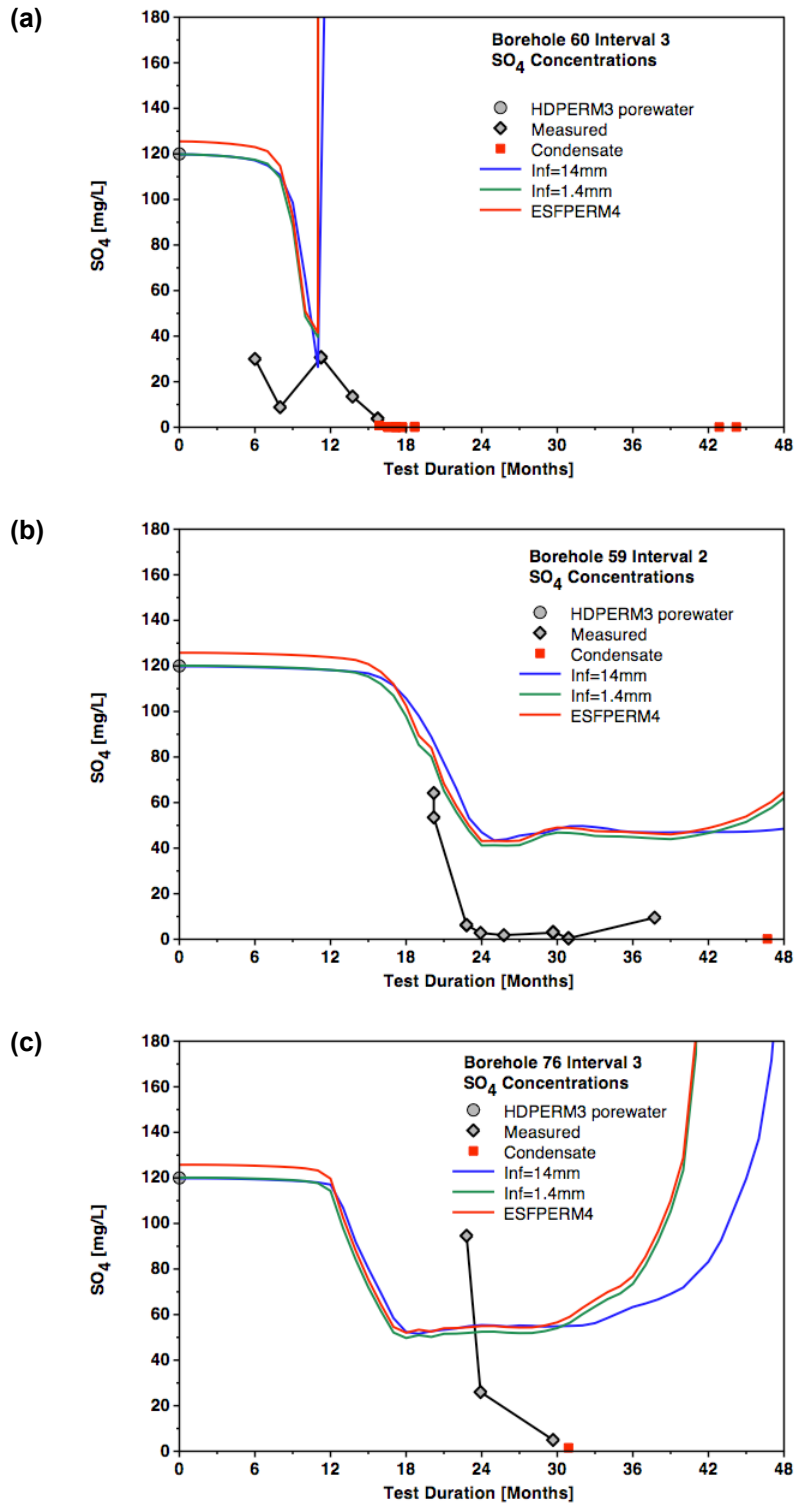 (a)
Borehole 60 Interval 3
SO4 Concentrations
HDPERM3 porewater
Measured
Condensate
Inf=14mm
Inf=1.4mm
ESFPERM4
SO4 [mg/L]
180
160
140
120
100
80
60
40
20
0
0 6 12 18 24 30 36 42 48
Test Duration [Months]
(b)
Borehole 59 Interval 2
SO4 Concentrations
HDPERM3 porewater
Measured
Condensate
Inf=14mm
Inf=1.4mm
ESFPERM4
SO4 [mg/L]
180
160
140
120
100
80
60
40
20
0
0 6 12 18 24 30 36 42 48
Test Duration [Months]
(c)
Borehole 76 Interval 3
SO4 Concentrations
HDPERM3 porewater
Measured
Condensate
Inf=14mm
Inf=1.4mm
ESFPERM4
SO4 [mg/L]
180
160
140
120
100
80
60
40
20
0
0 6 12 18 24 30 36 42 48
Test Duration [Months]